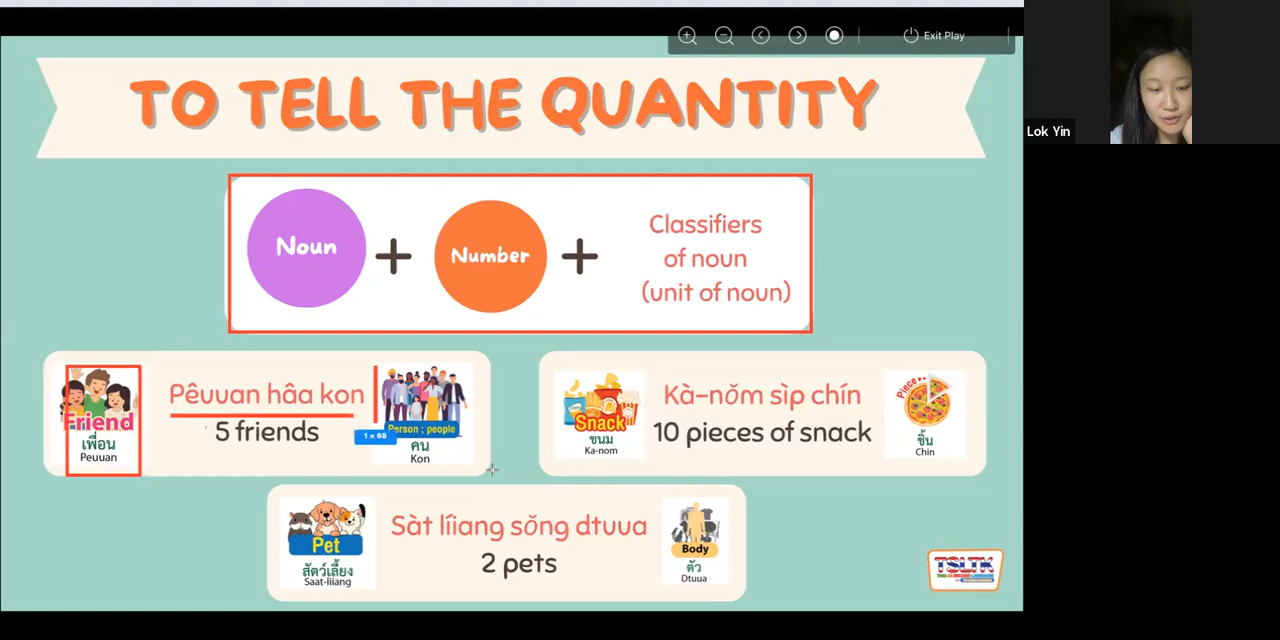 Exit Play
Lok Yin
TO TELL THE QUANTITY
Noun
+
Number
+
Classifiers
of noun
(unit of noun)
Friend
เพื่อน
Peuuan
Pêuuan hâa kon
5 friends
1 × 68
Person ; people
คน
Kon
Snack
ขนม
Ka-nom
Kà-nŏm sìp chín
10 pieces of snack
Piece
ชิ้น
Chin
Pet
สัตว์เลี้ยง
Saat-liiang
Sàt líiang sŏng dtuua
2 pets
Body
ตัว
Dtuua
TSLTK